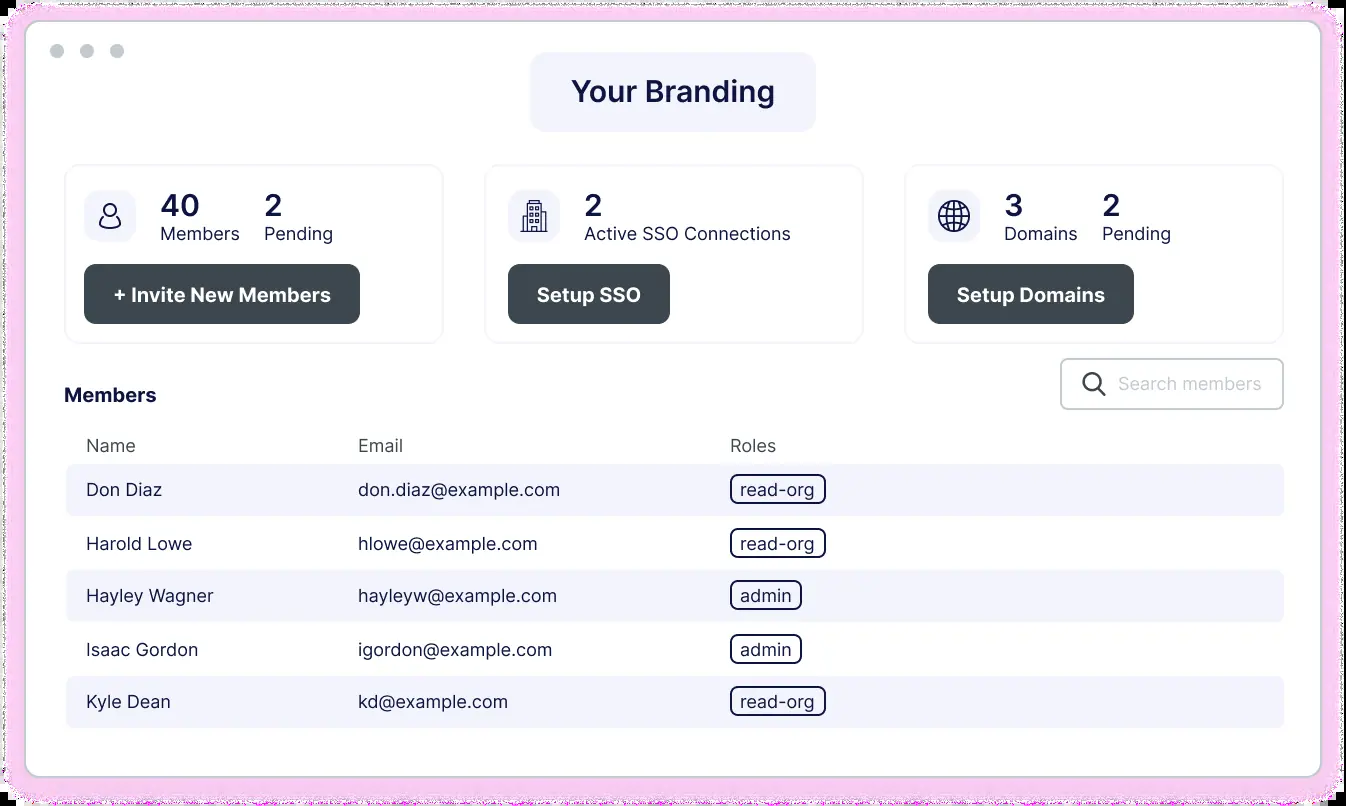 Your Branding
40 2
Members Pending
+ Invite New Members
2
Active SSO Connections
Setup SSO
3 2
Domains Pending
Setup Domains
Members
Search members
Name Email Roles
Don Diaz don.diaz@example.com read-org
Harold Lowe hlowe@example.com read-org
Hayley Wagner hayleyw@example.com admin
Isaac Gordon igordon@example.com admin
Kyle Dean kd@example.com read-org